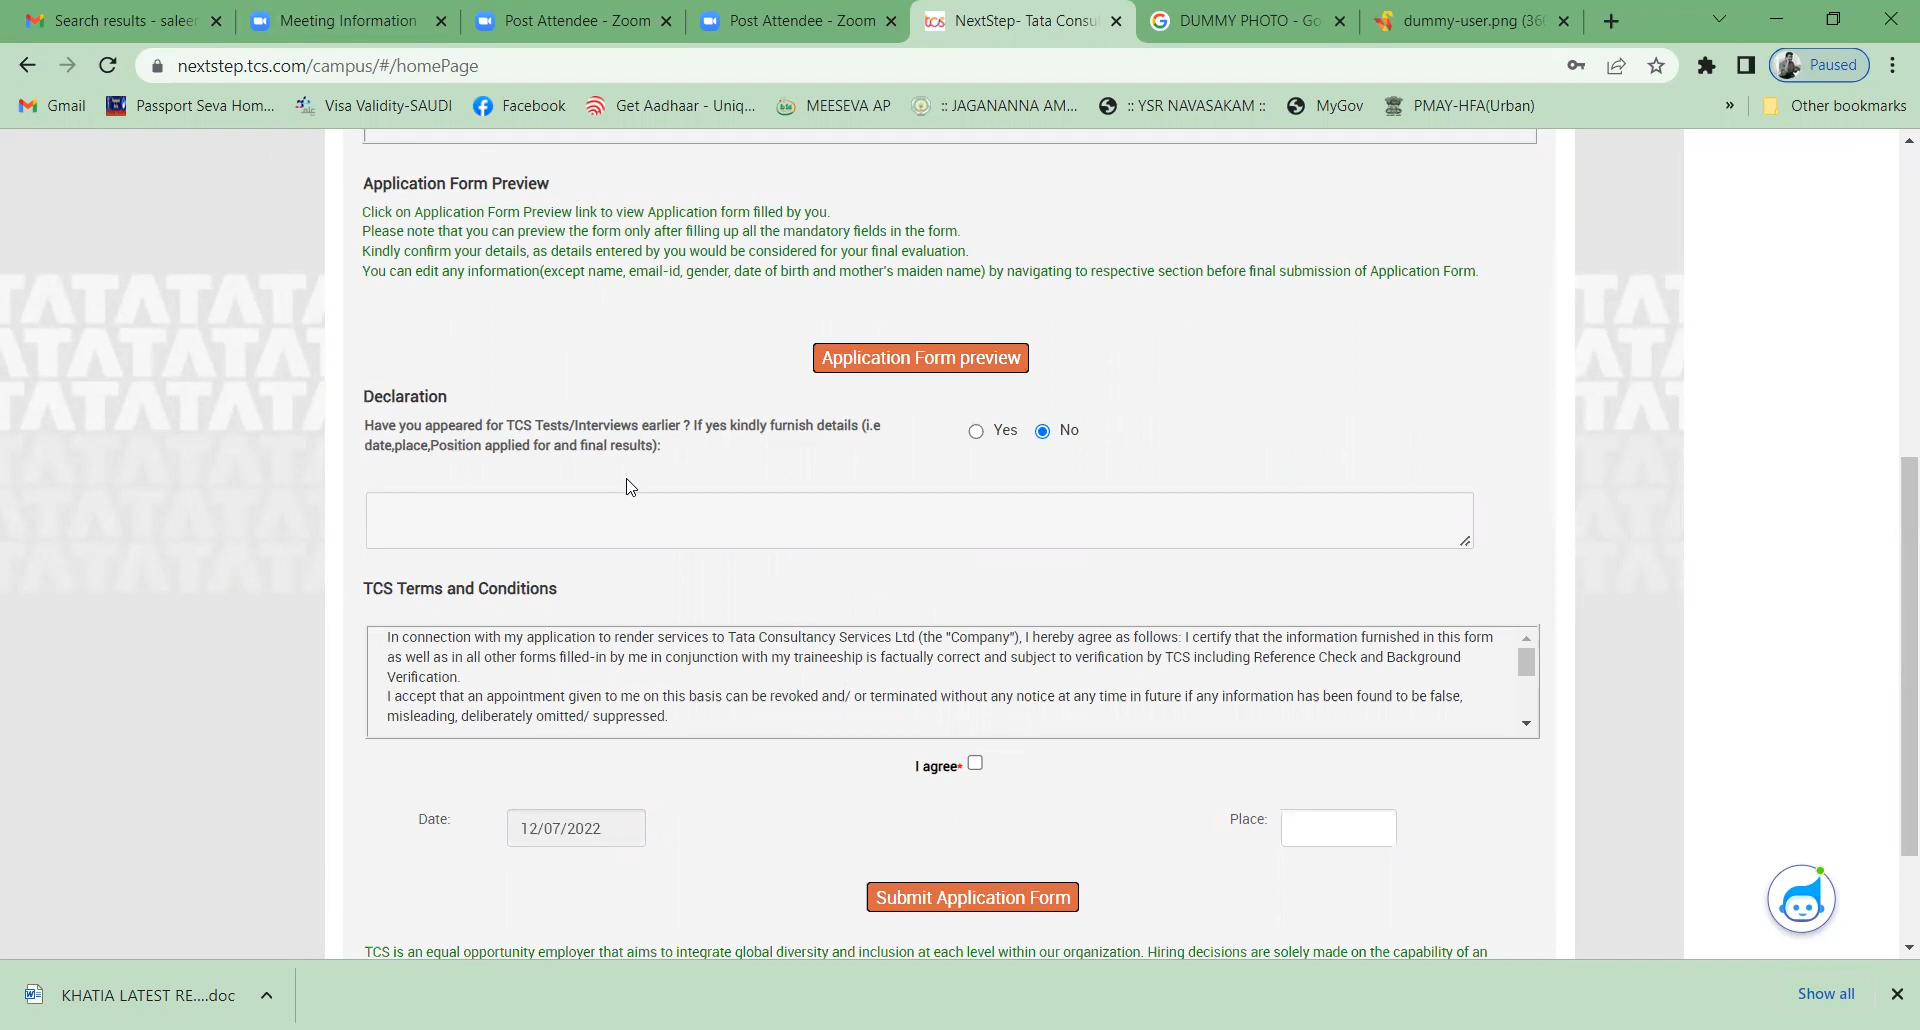 Search results - saleer
Meeting Information
Post Attendee - Zoom
Post Attendee - Zoom
tcs NextStep- Tata Consu
DUMMY PHOTO - Go
dummy-user.png (36
nextstep.tcs.com/campus/#/homePage
Paused
Gmail
Passport Seva Hom...
Visa Validity-SAUDI
Facebook
Get Aadhaar - Uniq...
MEESEVA AP
:: JAGANANNA AM...
:: YSR NAVASAKAM ::
MyGov
PMAY-HFA(Urban)
»
Other bookmarks
Application Form Preview
Click on Application Form Preview link to view Application form filled by you.
Please note that you can preview the form only after filling up all the mandatory fields in the form.
Kindly confirm your details, as details entered by you would be considered for your final evaluation.
You can edit any information(except name, email-id, gender, date of birth and mother's maiden name) by navigating to respective section before final submission of Application Form.
Application Form preview
Declaration
Have you appeared for TCS Tests/Interviews earlier ? If yes kindly furnish details (i.e
date,place,Position applied for and final results):
Yes
No
TCS Terms and Conditions
In connection with my application to render services to Tata Consultancy Services Ltd (the "Company"), I hereby agree as follows: I certify that the information furnished in this form
as well as in all other forms filled-in by me in conjunction with my traineeship is factually correct and subject to verification by TCS including Reference Check and Background
Verification.
I accept that an appointment given to me on this basis can be revoked and/ or terminated without any notice at any time in future if any information has been found to be false,
misleading, deliberately omitted/ suppressed.
I agree*
Date:
12/07/2022
Place:
Submit Application Form
TCS is an equal opportunity employer that aims to integrate global diversity and inclusion at each level within our organization. Hiring decisions are solely made on the capability of an
KHATIA LATEST RE....doc
Show all